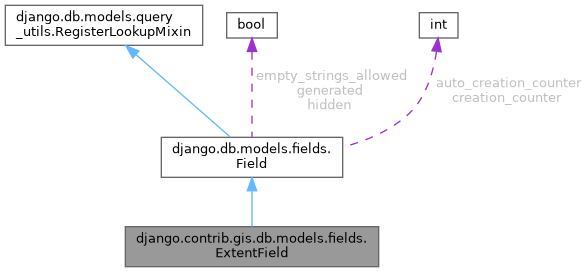 django.db.models.query
_utils.RegisterLookupMixin
bool
int
empty_strings_allowed
generated
hidden
auto_creation_counter
creation_counter
django.db.models.fields.
Field
django.contrib.gis.db.models.fields.
ExtentField